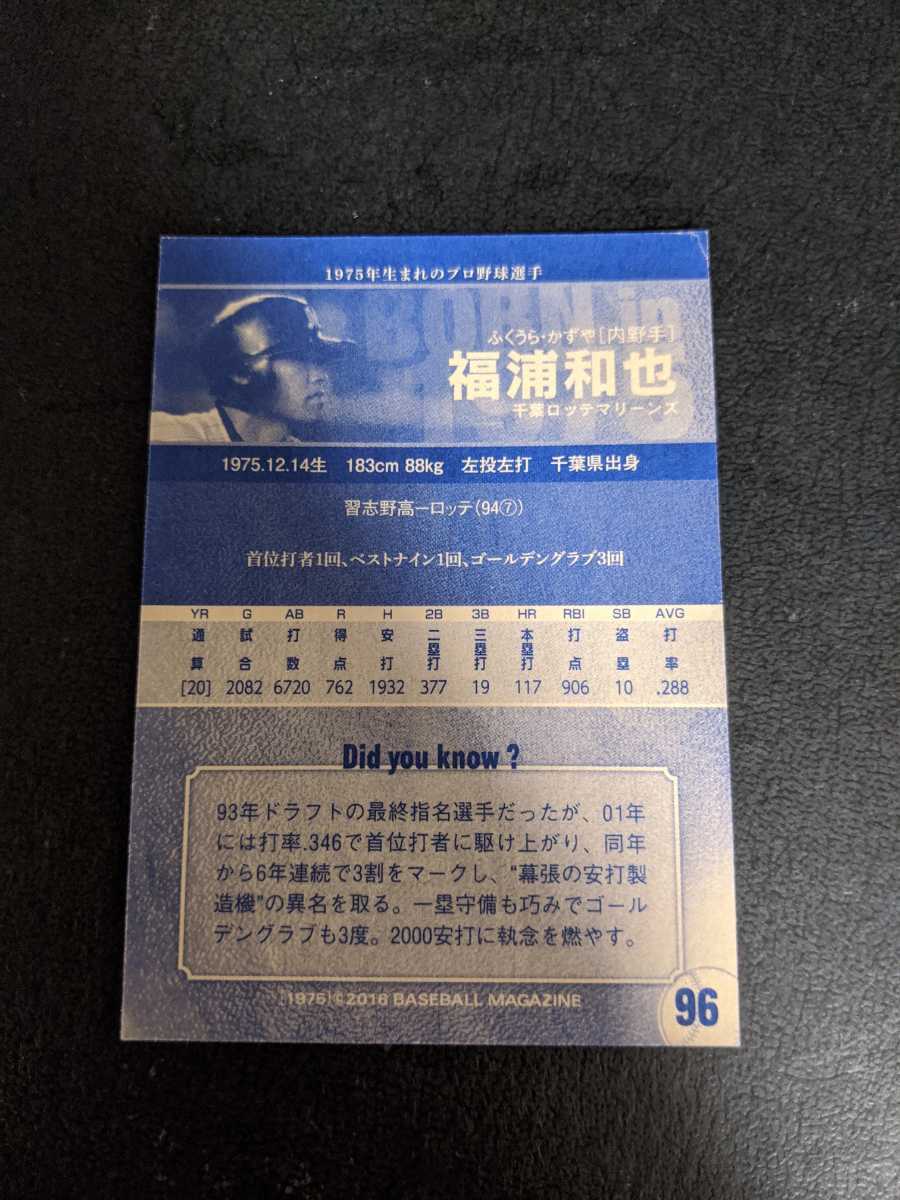 1975年生まれのプロ野球選手
BORN in
1975
ふくうら・かずや[内野手]
福浦和也
千葉ロッテマリーンズ
1975.12.14生 183cm 88kg 左投左打 千葉県出身
習志野高ーロッテ(94⑦)
首位打者1回、ベストナイン1回、ゴールデングラブ3回
YR G AB R H 2B 3B HR RBI SB AVG
通算 試合 打数 得点 安打 二塁打 三塁打 本塁打 打点 盗塁 打率
[20] 2082 6720 762 1932 377 19 117 906 10 .288
Did you know?
93年ドラフトの最終指名選手だったが、01年
には打率.346で首位打者に駆け上がり、同年
から6年連続で3割をマークし、“幕張の安打製
造機”の異名を取る。一塁守備も巧みでゴール
デングラブも3度。2000安打に執念を燃やす。
[1975]©2016 BASEBALL MAGAZINE
96